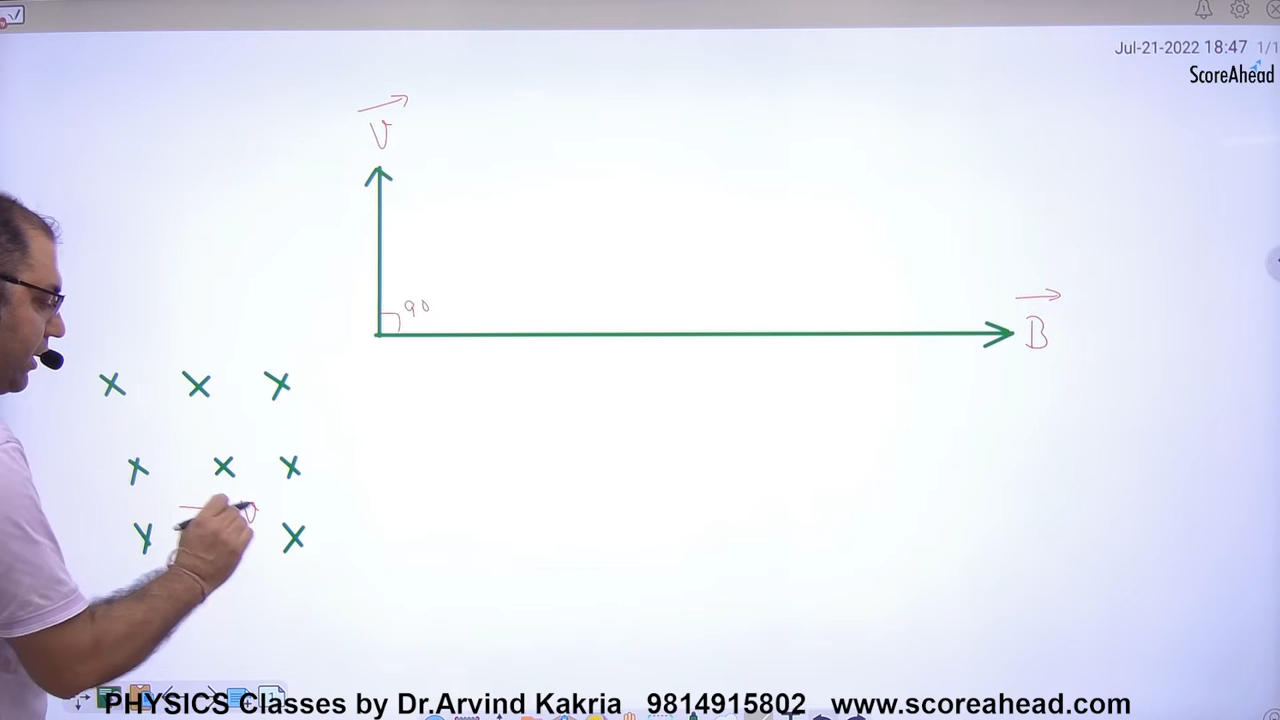 Jul-21-2022 18:47 1/1
ScoreAhead
V
90
B
X X X
X X X
X X
PHYSICS Classes by Dr.Arvind Kakria 9814915802 www.scoreahead.com